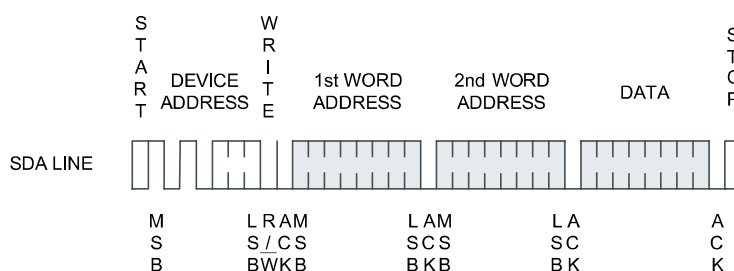 START
DEVICE
ADDRESS
WRITE
1st WORD
ADDRESS
2nd WORD
ADDRESS
DATA
STOP
SDA LINE
MSB
LSB
R/W̅
ACK
MSB
LSB
ACK
MSB
LSB
ACK
ACK